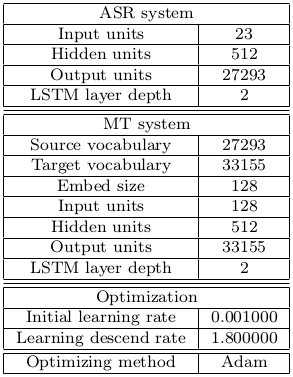 ASR system
Input units 23
Hidden units 512
Output units 27293
LSTM layer depth 2
MT system
Source vocabulary 27293
Target vocabulary 33155
Embed size 128
Input units 128
Hidden units 512
Output units 33155
LSTM layer depth 2
Optimization
Initial learning rate 0.001000
Learning descend rate 1.800000
Optimizing method Adam